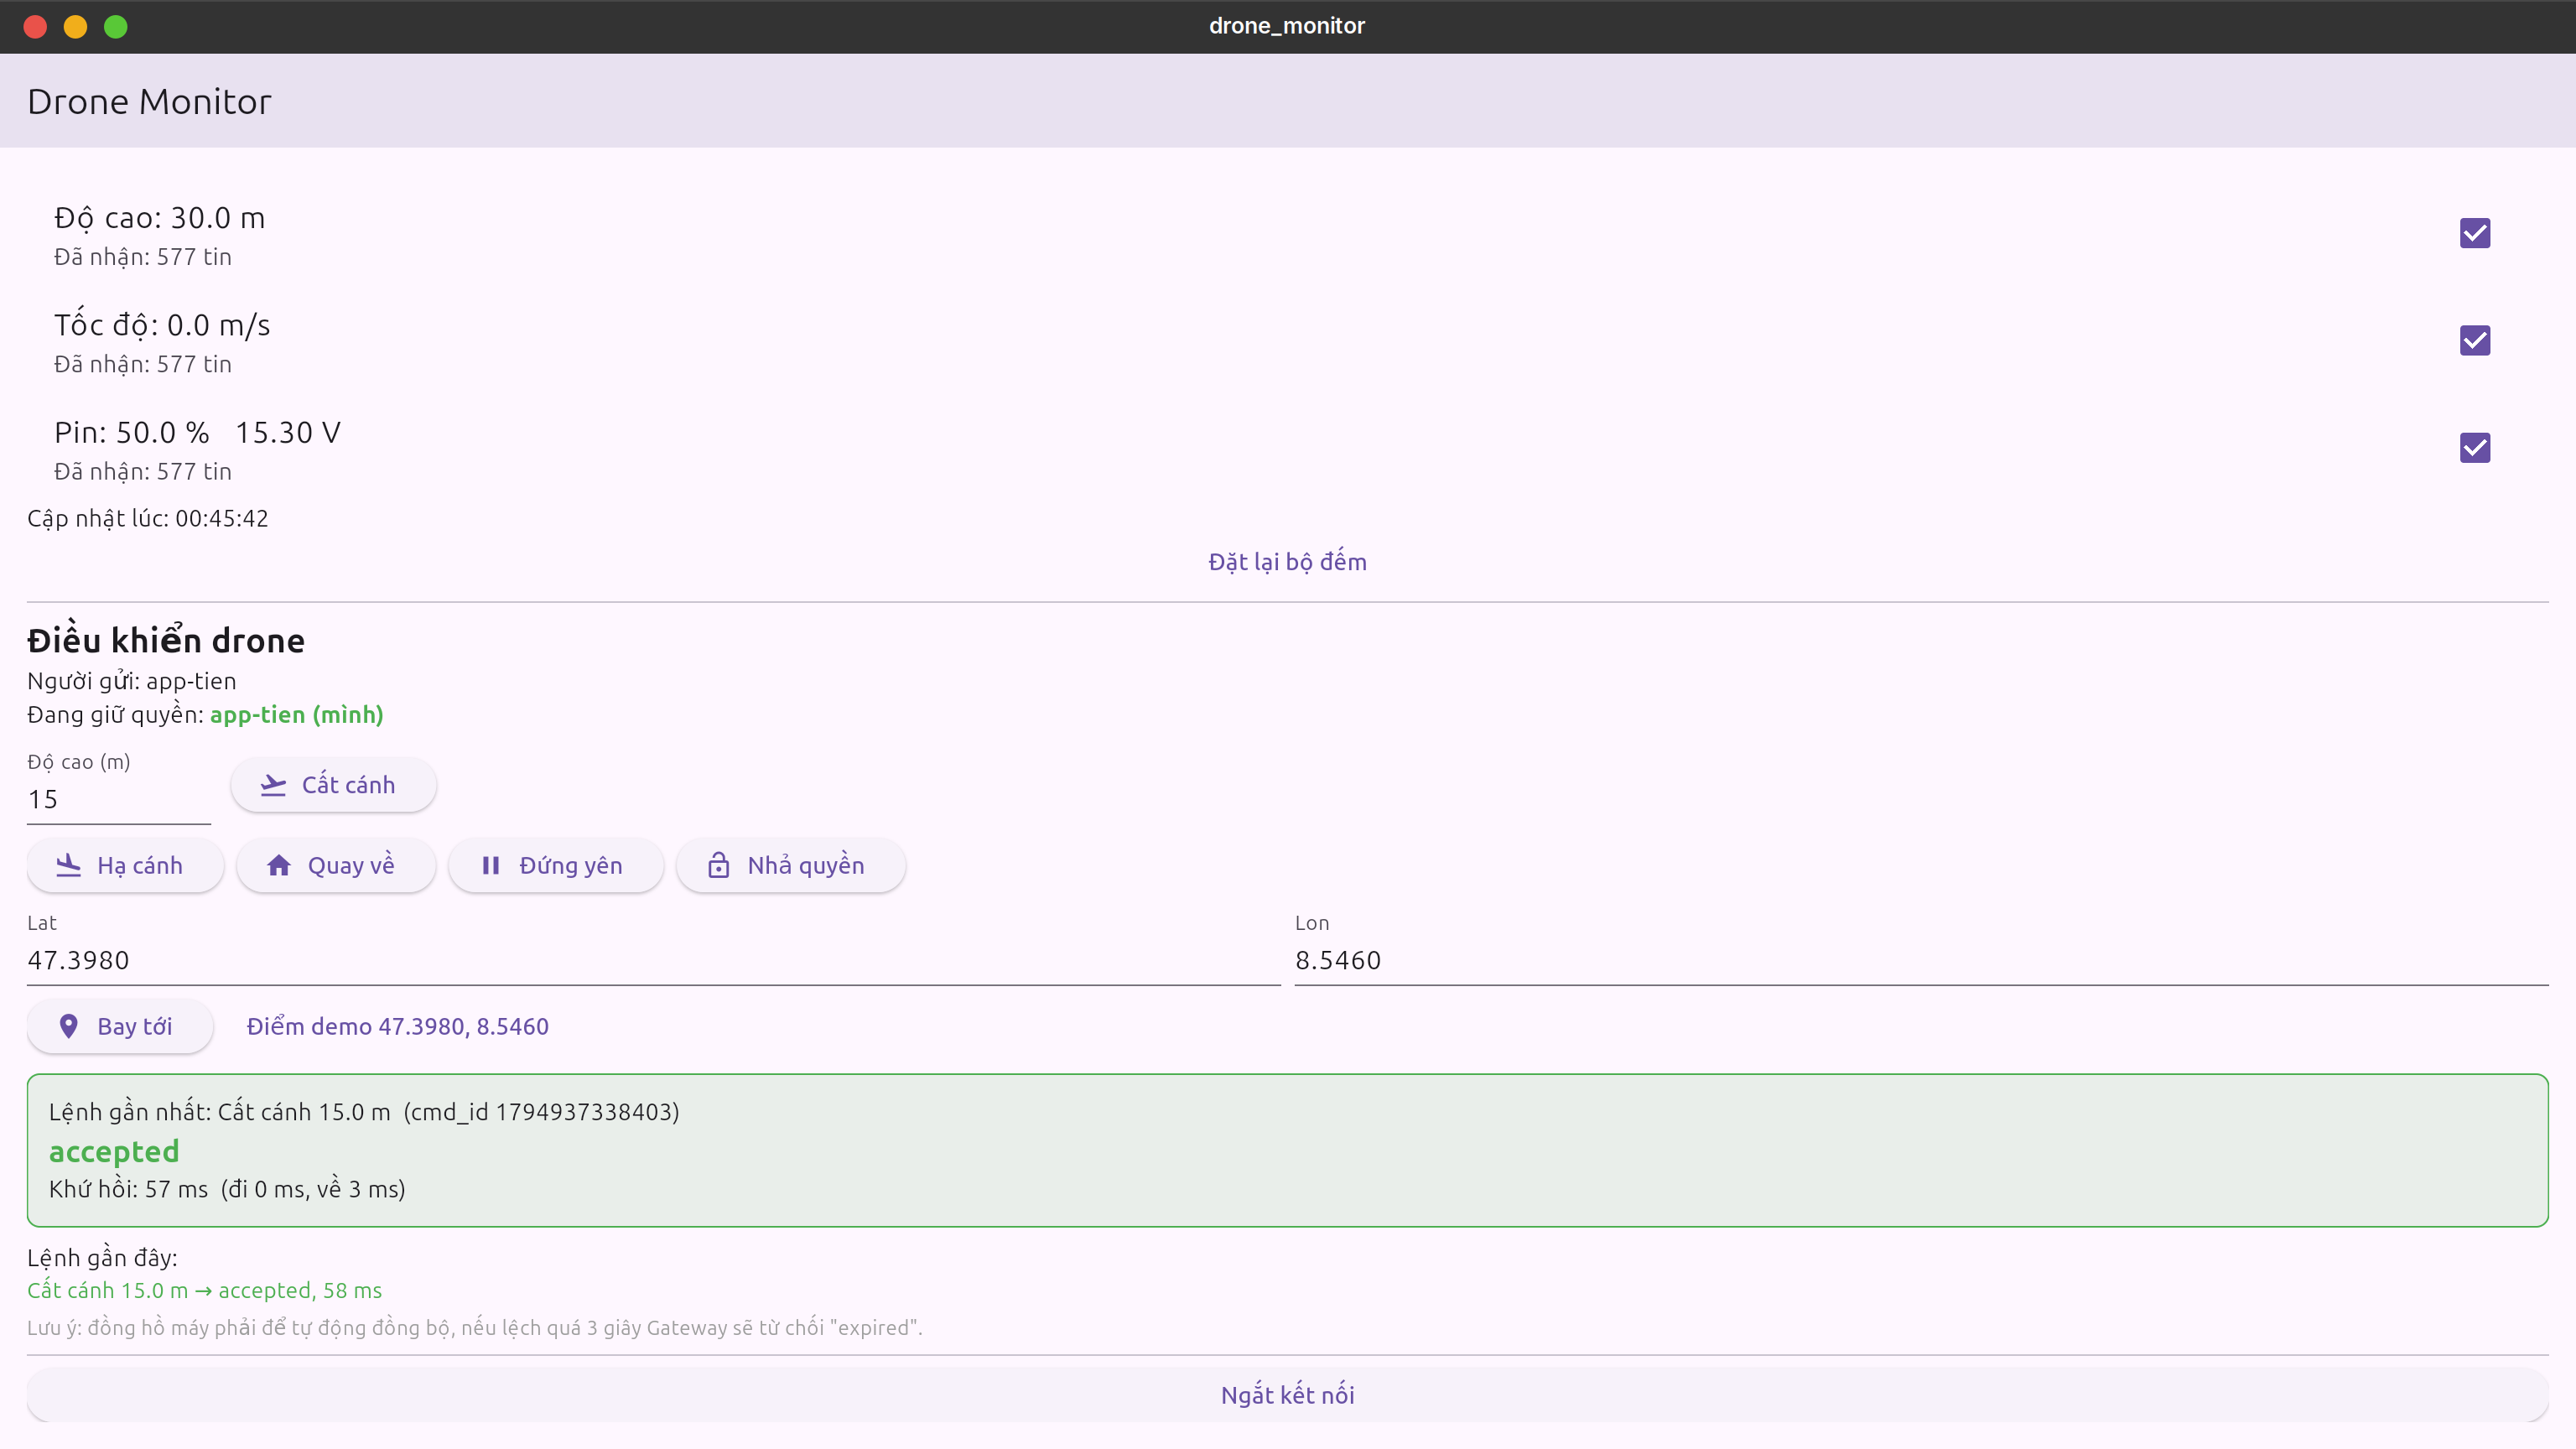 drone_monitor
Drone Monitor
Độ cao: 30.0 m
Đã nhận: 577 tin
Tốc độ: 0.0 m/s
Đã nhận: 577 tin
Pin: 50.0 % 15.30 V
Đã nhận: 577 tin
Cập nhật lúc: 00:45:42
Đặt lại bộ đếm
Điều khiển drone
Người gửi: app-tien
Đang giữ quyền: app-tien (mình)
Độ cao (m)
15
Cất cánh
Hạ cánh
Quay về
Đứng yên
Nhả quyền
Lat
47.3980
Lon
8.5460
Bay tới
Điểm demo 47.3980, 8.5460
Lệnh gần nhất: Cất cánh 15.0 m (cmd_id 1794937338403)
accepted
Khứ hồi: 57 ms (đi 0 ms, về 3 ms)
Lệnh gần đây:
Cất cánh 15.0 m → accepted, 58 ms
Lưu ý: đồng hồ máy phải để tự động đồng bộ, nếu lệch quá 3 giây Gateway sẽ từ chối "expired".
Ngắt kết nối